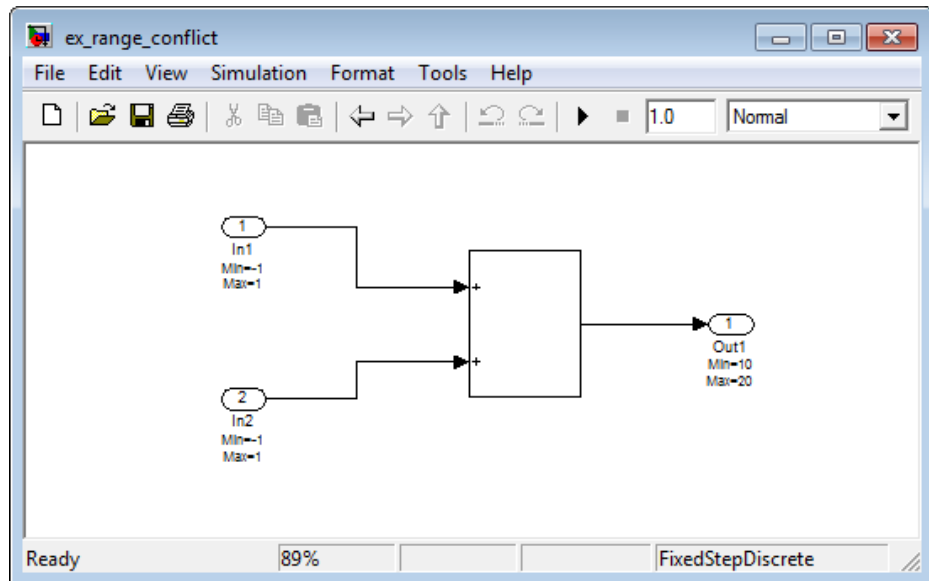 ex_range_conflict
File Edit View Simulation Format Tools Help
1.0 Normal
1
In1
Min=-1
Max=1
+
+
1
Out1
Min=10
Max=20
2
In2
Min=-1
Max=1
Ready 89% FixedStepDiscrete